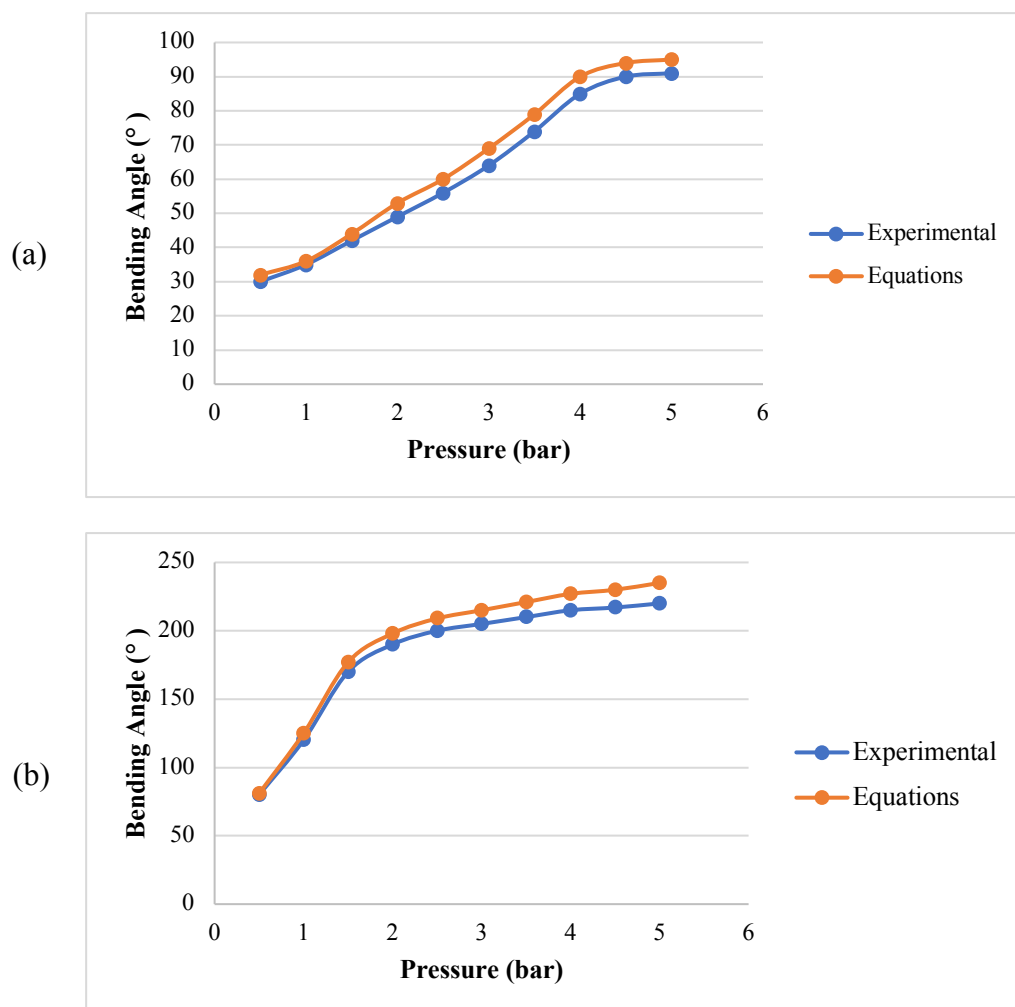 (a)
Bending Angle (° )
100
90
80
70
60
50
40
30
20
10
0
0 1 2 3 4 5 6
Pressure (bar)
Experimental
Equations
(b)
Bending Angle (° )
250
200
150
100
50
0
0 1 2 3 4 5 6
Pressure (bar)
Experimental
Equations